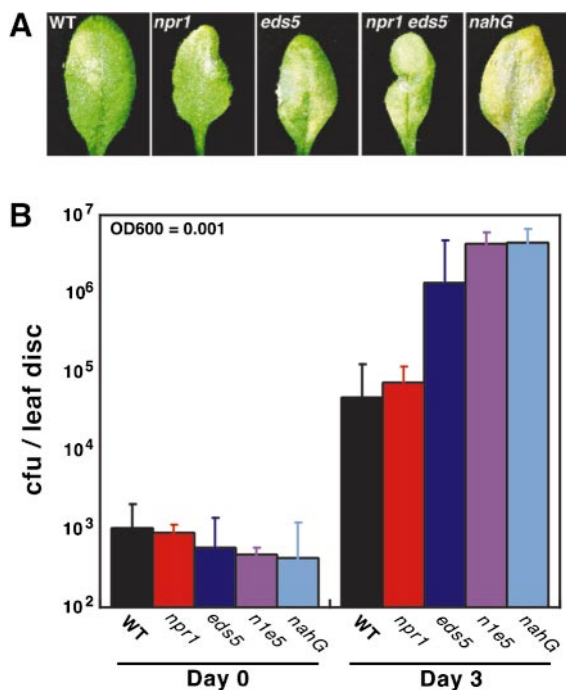 A
WT npr1 eds5 npr1 eds5 nahG
B
OD600 = 0.001
cfu / leaf disc
10^7
10^6
10^5
10^4
10^3
10^2
WT npr1 eds5 n1e5 nahG WT npr1 eds5 n1e5 nahG
Day 0 Day 3